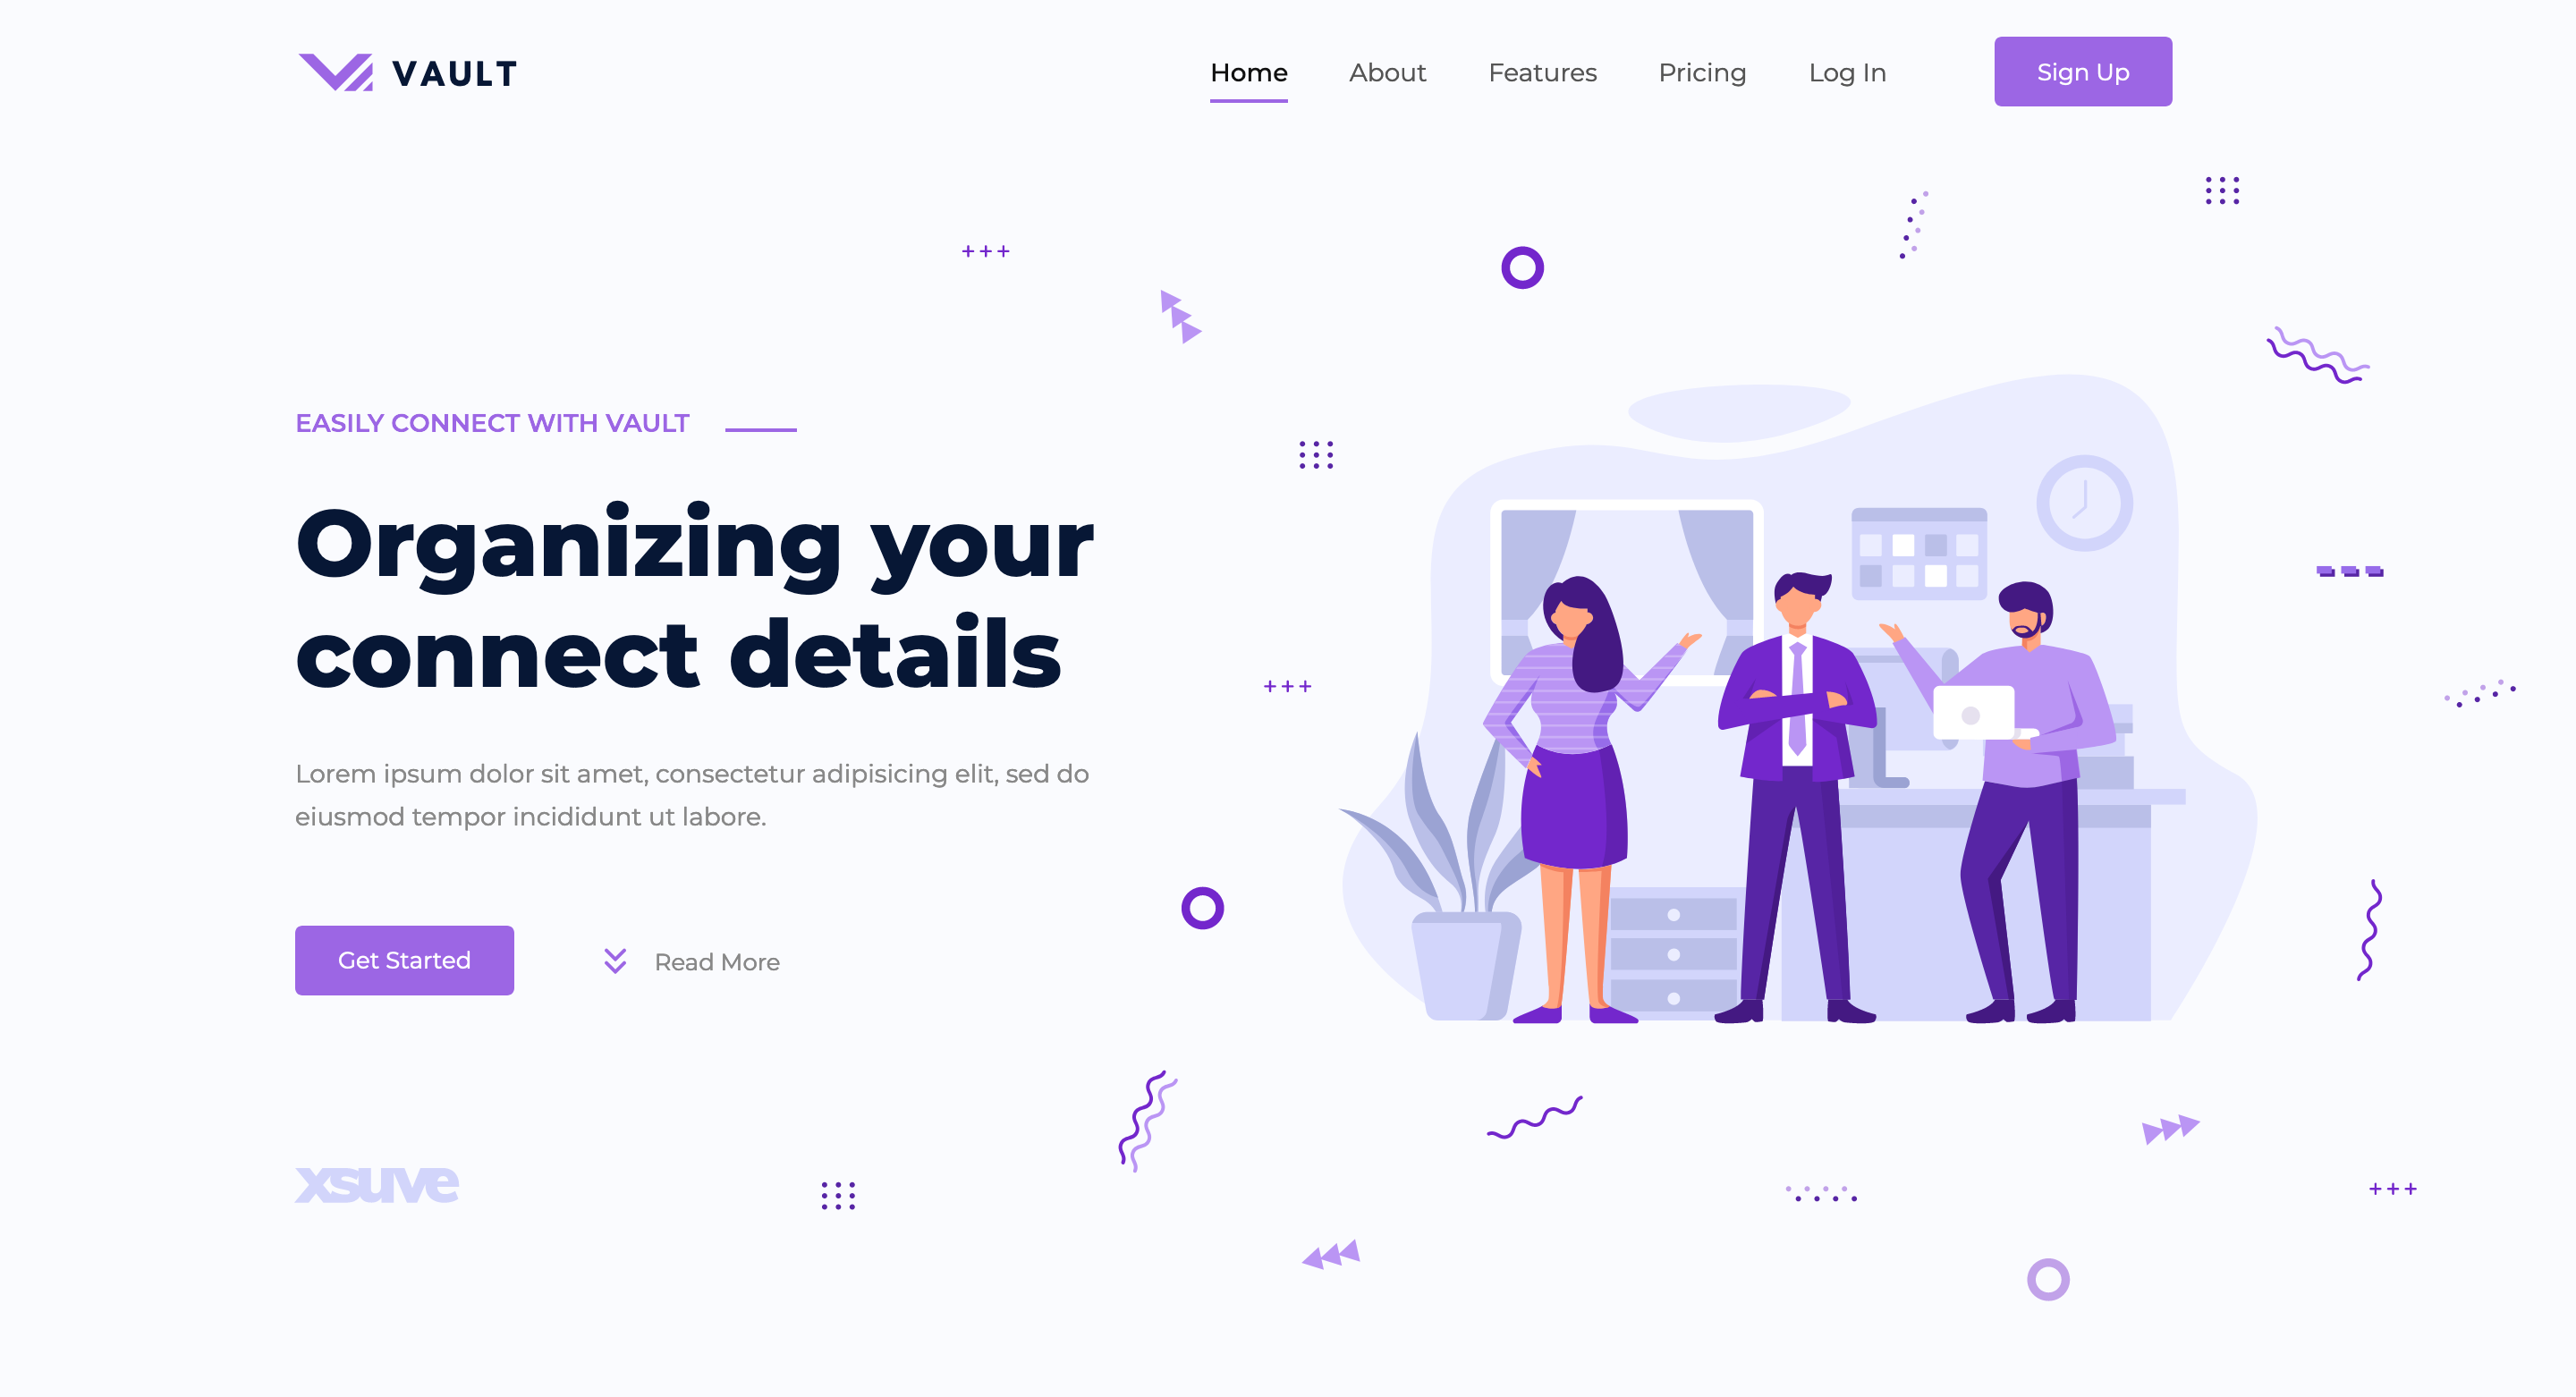 VAULT
Home About Features Pricing Log In Sign Up
EASILY CONNECT WITH VAULT
Organizing your
connect details
Lorem ipsum dolor sit amet, consectetur adipisicing elit, sed do
eiusmod tempor incididunt ut labore.
Get Started Read More
xsuve